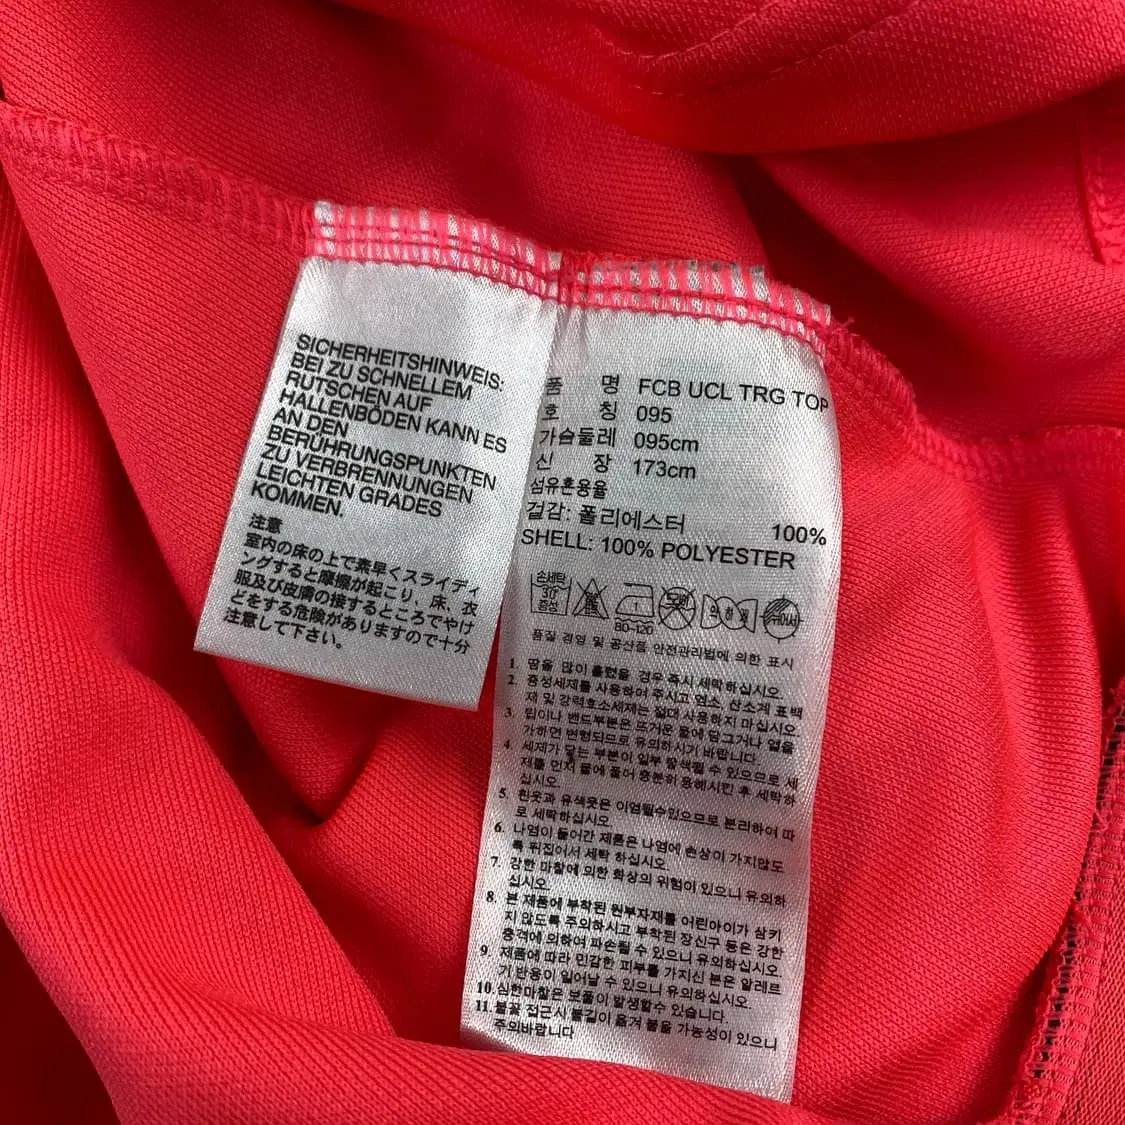 SICHERHEITSHINWEIS:
BEI ZU SCHNELLEM
RUTSCHEN AUF
HALLENBÖDEN KANN ES
AN DEN
BERÜHRUNGSPUNKTEN
ZU VERBRENNUNGEN
LEICHTEN GRADES
KOMMEN.
注意
室内の床の上で素早くスライディ
ングすると摩擦が起こり、床、衣
服及び皮膚の接するところでやけ
どをする危険がありますので十分
注意して下さい。
품 명 FCB UCL TRG TOP
호 칭 095
가슴둘레 095cm
신 장 173cm
섬유혼용율
겉감: 폴리에스터 100%
SHELL: 100% POLYESTER
손세탁
30
중성
1
80-120
품질 경영 및 공산품 안전관리법에 의한 표시
1. 땀을 많이 흘렸을 경우 즉시 세탁하십시오.
2. 중성세제를 사용하여 주시고 염소, 산소계 표백
제 및 강력효소세제는 절대 사용하지 마십시오.
3. 립이나 밴드부분은 뜨거운 물에 담그거나 열을
가하면 변형되므로 유의하시기 바랍니다.
4. 세제가 닿는 부분이 일부 탈색될 수 있으므로 세
제를 먼저 물에 풀어 충분히 용해시킨 후 세탁하
십시오.
5. 흰옷과 유색옷은 이염될수있으므로 분리하여 따
로 세탁하십시오.
6. 나염이 들어간 제품은 나염에 손상이 가지않도
록 뒤집어서 세탁 하십시오.
7. 강한 마찰에 의한 화상의 위험이 있으니 유의하
십시오.
8. 본 제품에 부착된 원부자재를 어린아이가 삼키
지 않도록 주의하시고 부착된 장신구 등은 강한
충격에 의하여 파손될 수 있으니 유의하십시오.
9. 제품에 따라 민감한 피부를 가지신 분은 알레르
기 반응이 일어날 수 있으니 유의하십시오.
10. 심한마찰은 보풀이 발생할수 있습니다.
11. 불꽃 접근시 불길이 옮겨 붙을 가능성이 있으니
주의바랍니다